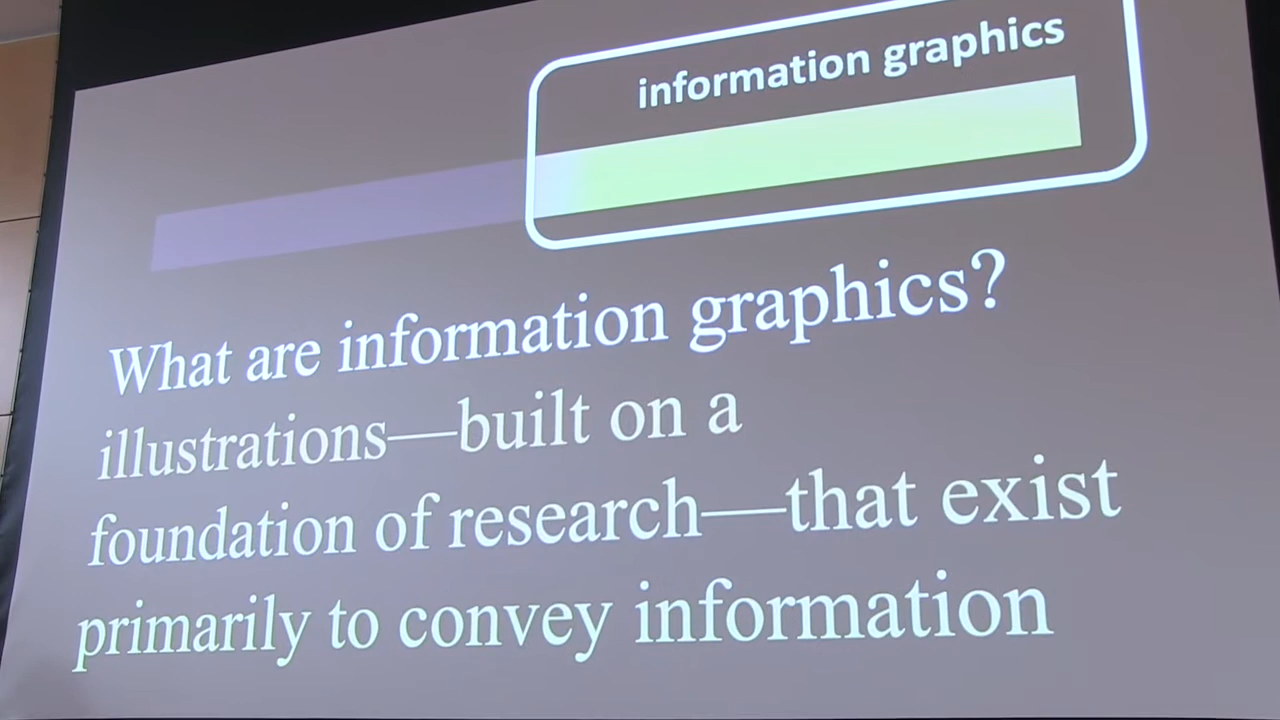 information graphics
What are information graphics?
illustrations—built on a
foundation of research—that exist
primarily to convey information